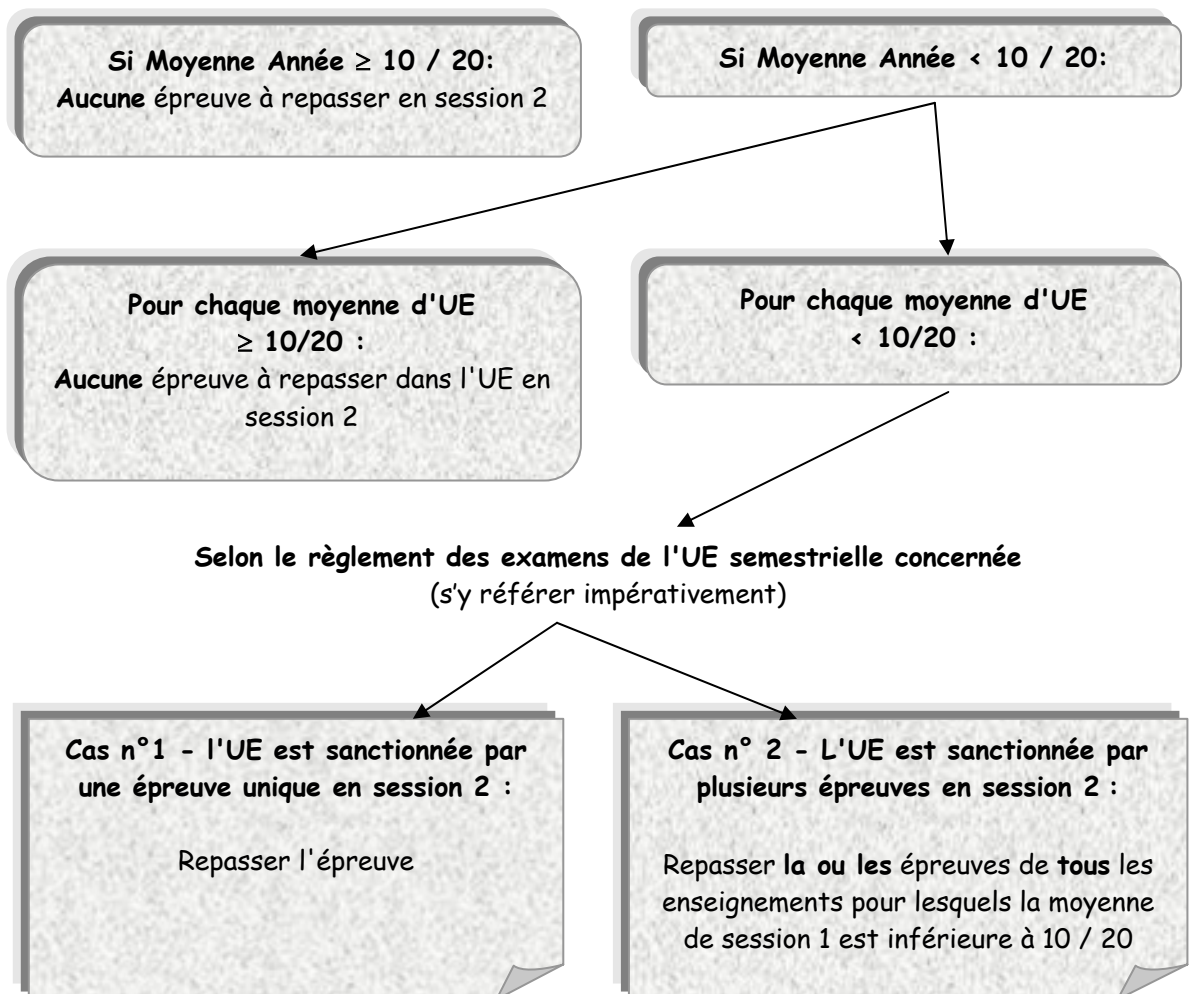 Si Moyenne Année ≥ 10 / 20:
Aucune épreuve à repasser en session 2
Si Moyenne Année < 10 / 20:
Pour chaque moyenne d'UE
≥ 10/20 :
Aucune épreuve à repasser dans l'UE en
session 2
Pour chaque moyenne d'UE
< 10/20 :
Selon le règlement des examens de l'UE semestrielle concernée
(s'y référer impérativement)
Cas n°1 - l'UE est sanctionnée par
une épreuve unique en session 2 :
Repasser l'épreuve
Cas n° 2 - L'UE est sanctionnée par
plusieurs épreuves en session 2 :
Repasser la ou les épreuves de tous les
enseignements pour lesquels la moyenne
de session 1 est inférieure à 10 / 20